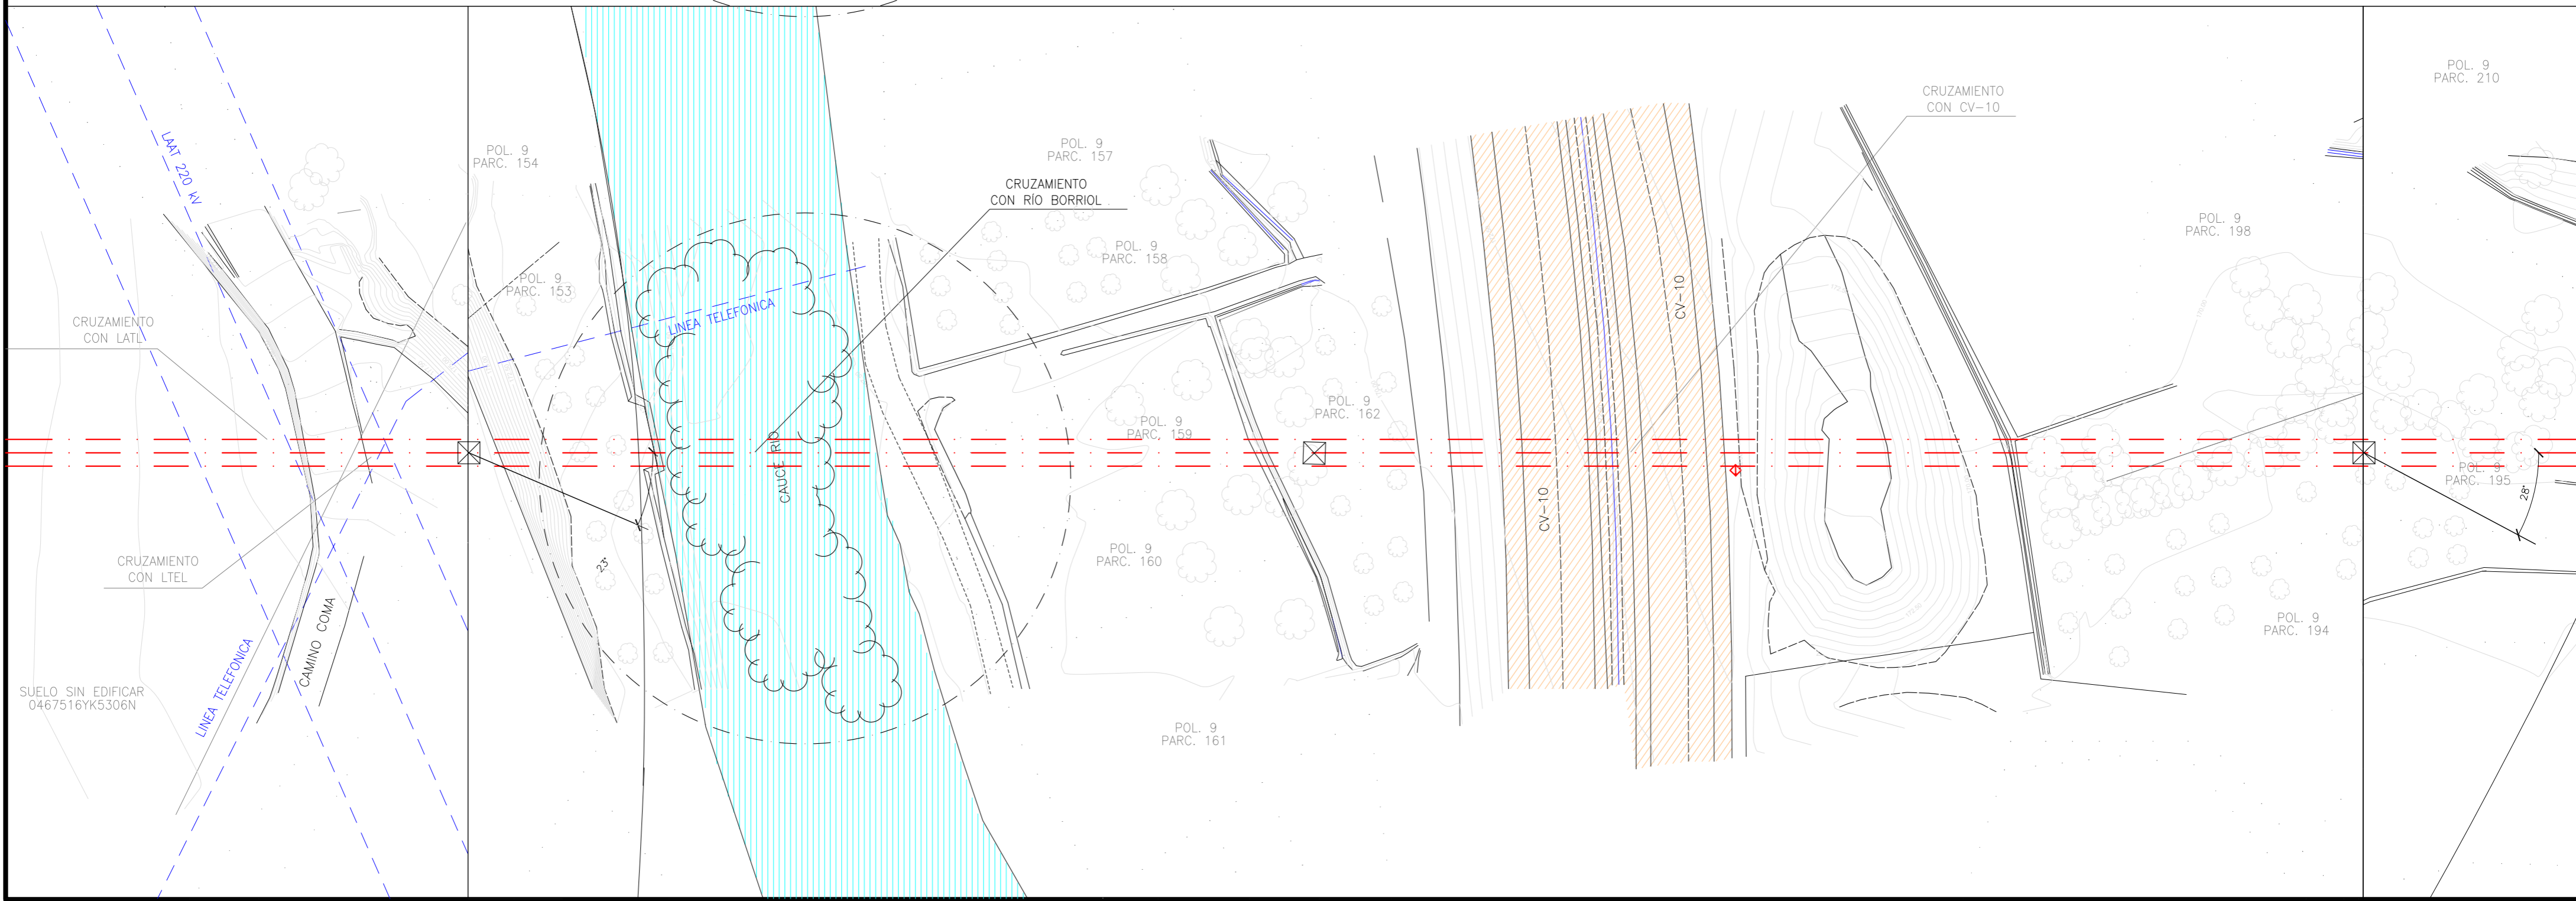 POL. 9
PARC. 210
CRUZAMIENTO
CON CV-10
LAAT 220 kV
POL. 9
PARC. 154
POL. 9
PARC. 157
CRUZAMIENTO
CON RÍO BORRIOL
POL. 9
PARC. 198
POL. 9
PARC. 158
POL. 9
PARC. 153
LINEA TELEFONICA
CV-10
CRUZAMIENTO
CON LATL
POL. 9
PARC. 162
POL. 9
PARC. 159
CAUCE RIO
POL. 9
PARC. 195
28°
CV-10
POL. 9
PARC. 160
CRUZAMIENTO
CON LTEL
23°
CAMINO COMA
POL. 9
PARC. 194
LINEA TELEFONICA
SUELO SIN EDIFICAR
0467516YK5306N
POL. 9
PARC. 161